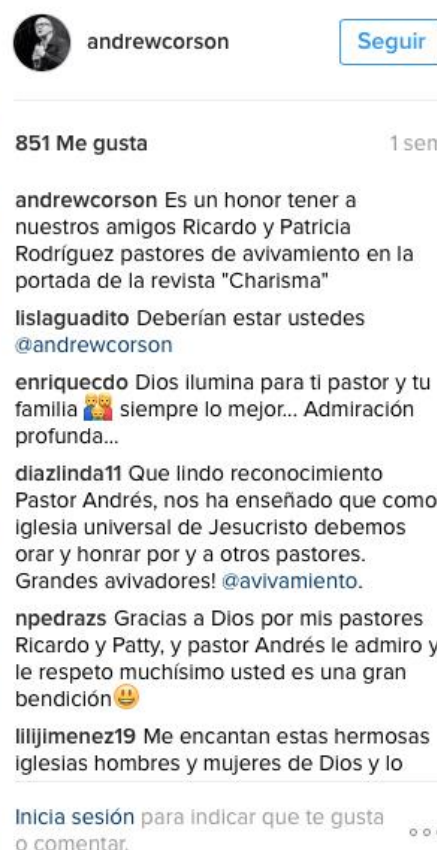 andrewcorson
Seguir
851 Me gusta
1 sem
andrewcorson Es un honor tener a
nuestros amigos Ricardo y Patricia
Rodríguez pastores de avivamiento en la
portada de la revista "Charisma"
lislaguadito Deberían estar ustedes
@andrewcorson
enriquecdo Dios ilumina para ti pastor y tu
familia 👨‍👩‍👦 siempre lo mejor... Admiración
profunda...
diazlinda11 Que lindo reconocimiento
Pastor Andrés, nos ha enseñado que como
iglesia universal de Jesucristo debemos
orar y honrar por y a otros pastores.
Grandes avivadores! @avivamiento.
npedrazs Gracias a Dios por mis pastores
Ricardo y Patty, y pastor Andrés le admiro y
le respeto muchísimo usted es una gran
bendición😃
lilijimenez19 Me encantan estas hermosas
iglesias hombres y mujeres de Dios y lo
Inicia sesión para indicar que te gusta
o comentar.